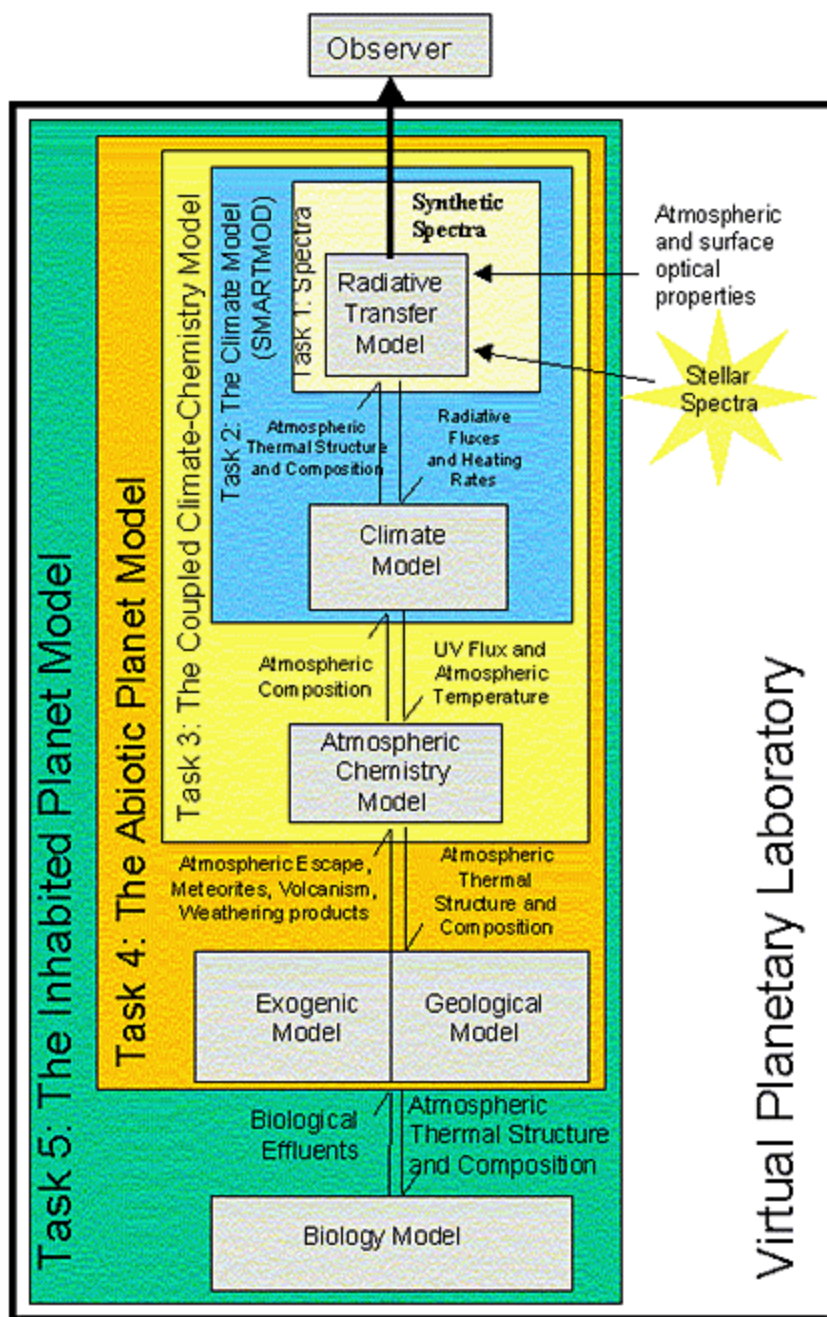 Observer
Synthetic
Spectra
Task 1: Spectra
Radiative
Transfer
Model
Atmospheric
and surface
optical
properties
Stellar
Spectra
Task 2: The Climate Model
(SMARTMOD)
Atmospheric
Thermal Structure
and Composition
Radiative
Fluxes
and Heating
Rates
Climate
Model
Task 3: The Coupled Climate-Chemistry Model
Atmospheric
Composition
UV Flux and
Atmospheric
Temperature
Atmospheric
Chemistry
Model
Task 4: The Abiotic Planet Model
Atmospheric Escape,
Meteorites, Volcanism,
Weathering products
Atmospheric
Thermal
Structure and
Composition
Exogenic
Model
Geological
Model
Task 5: The Inhabited Planet Model
Biological
Effluents
Atmospheric
Thermal Structure
and Composition
Biology Model
Virtual Planetary Laboratory